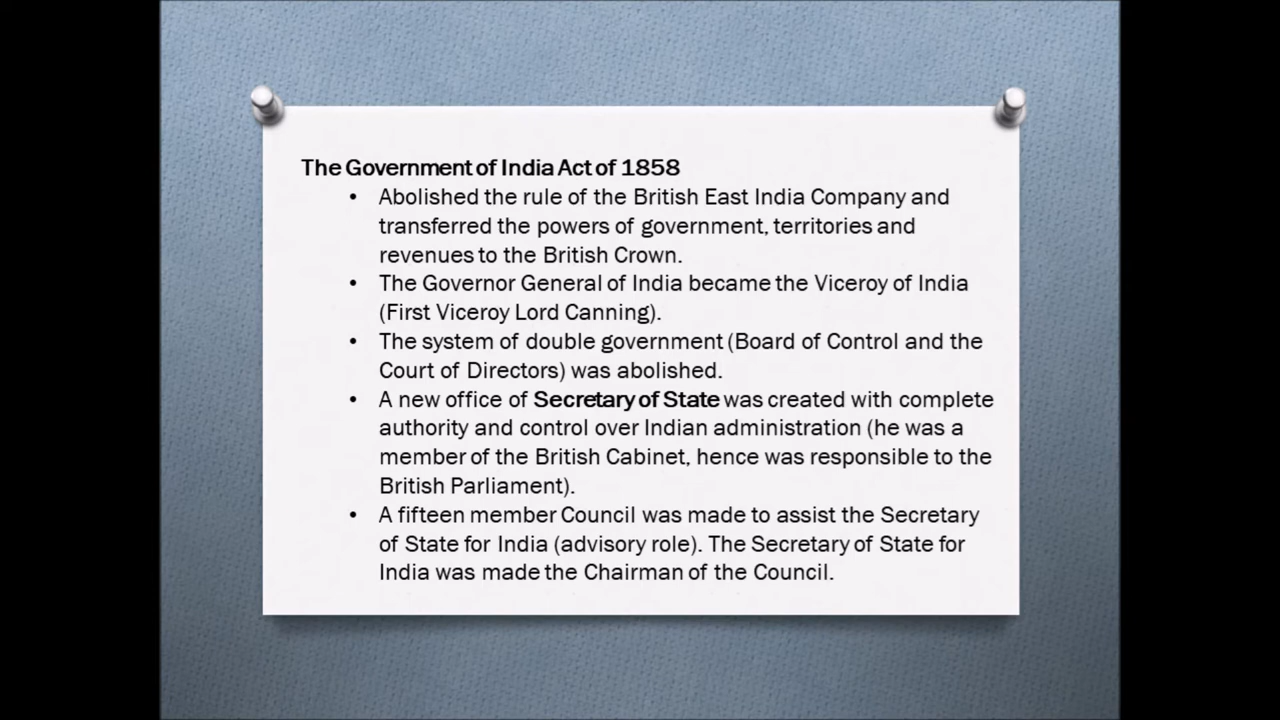 The Government of India Act of 1858
• Abolished the rule of the British East India Company and
transferred the powers of government, territories and
revenues to the British Crown.
• The Governor General of India became the Viceroy of India
(First Viceroy Lord Canning).
• The system of double government (Board of Control and the
Court of Directors) was abolished.
• A new office of Secretary of State was created with complete
authority and control over Indian administration (he was a
member of the British Cabinet, hence was responsible to the
British Parliament).
• A fifteen member Council was made to assist the Secretary
of State for India (advisory role). The Secretary of State for
India was made the Chairman of the Council.